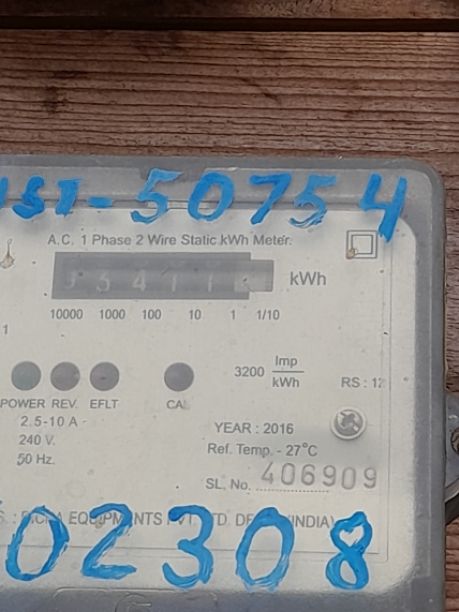 UST-50754
A.C. 1 Phase 2 Wire Static kWh Meter.
kWh
10000 1000 100 10 1 1/10
1
3200 Imp/kWh
RS: 12
POWER REV. EFLT CAL
2.5-10 A
240 V.
50 Hz.
YEAR : 2016
Ref. Temp. - 27°C
SL. No. 406909
EQUIPMENTS PVT. LTD. (INDIA)
02308